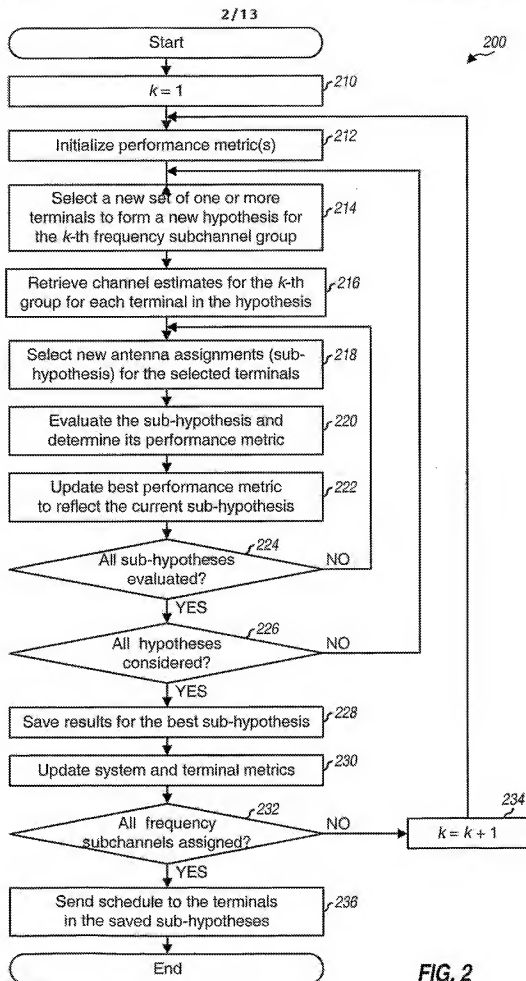 2/13
Start
200
k = 1
210
Initialize performance metric(s)
212
Select a new set of one or more
terminals to form a new hypothesis for
the k-th frequency subchannel group
214
Retrieve channel estimates for the k-th
group for each terminal in the hypothesis
216
Select new antenna assignments (sub-
hypothesis) for the selected terminals
218
Evaluate the sub-hypothesis and
determine its performance metric
220
Update best performance metric
to reflect the current sub-hypothesis
222
224
All sub-hypotheses
evaluated?
NO
YES
226
All hypotheses
considered?
NO
YES
Save results for the best sub-hypothesis
228
Update system and terminal metrics
230
232
All frequency
subchannels assigned?
NO
234
k = k + 1
YES
Send schedule to the terminals
in the saved sub-hypotheses
236
End
FIG. 2